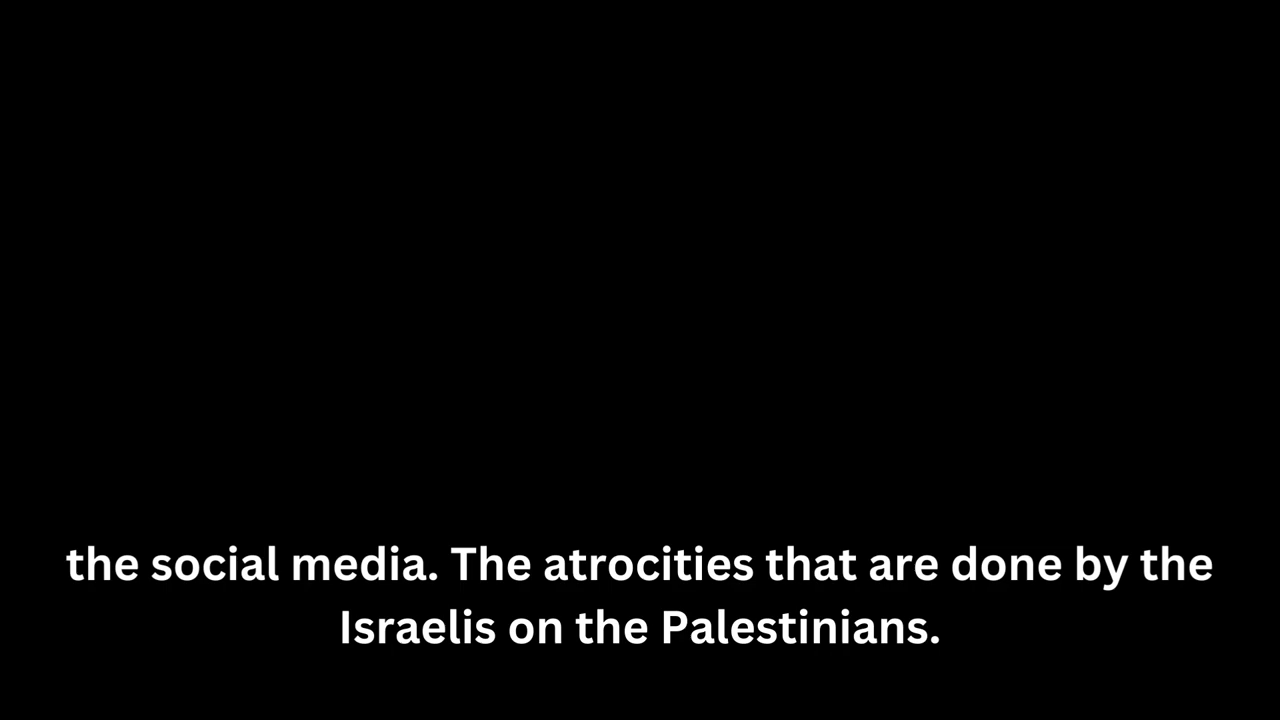 the social media. The atrocities that are done by the
Israelis on the Palestinians.